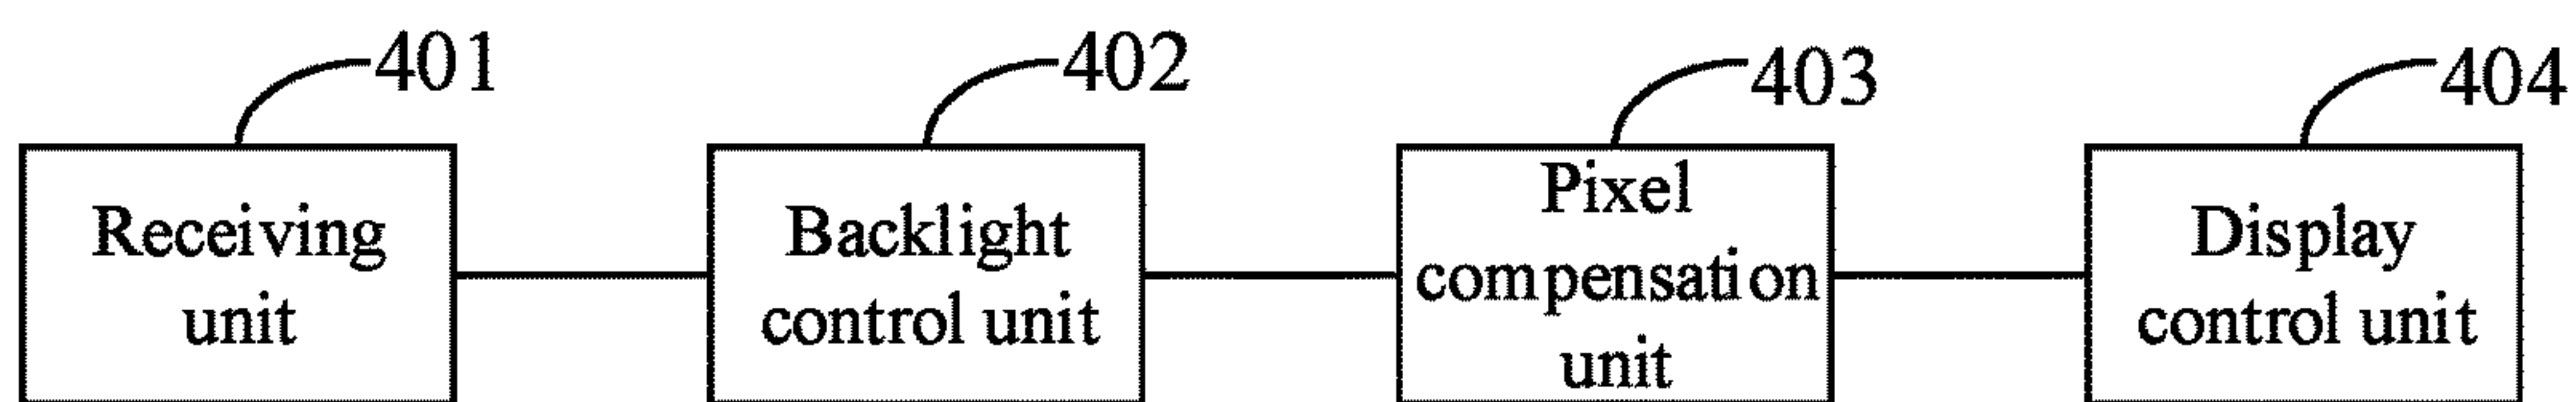 401
402
403
404
Receiving
unit
Backlight
control unit
Pixel
compensation
unit
Display
control unit